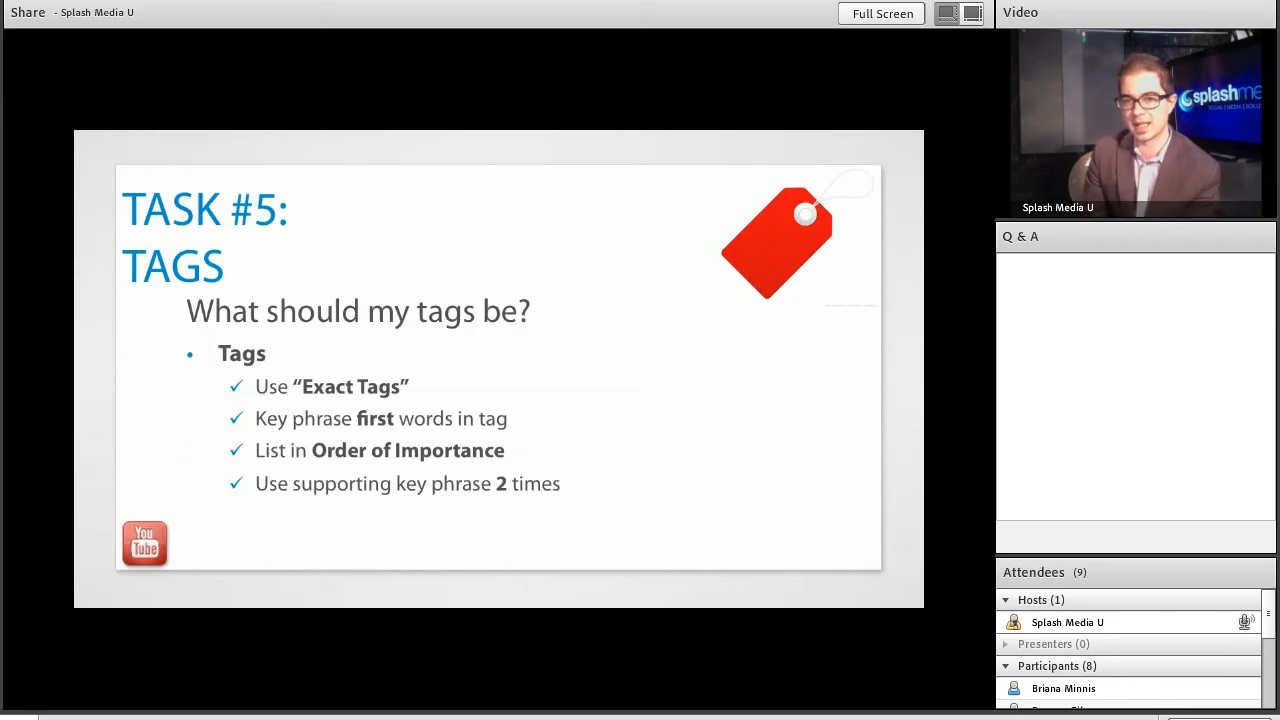 Share - Splash Media U
Full Screen
Video
TASK #5:
TAGS
What should my tags be?
• Tags
✓ Use “Exact Tags”
✓ Key phrase first words in tag
✓ List in Order of Importance
✓ Use supporting key phrase 2 times
You
Tube
splashme
Splash Media U
Q & A
Attendees (9)
Hosts (1)
Splash Media U
Presenters (0)
Participants (8)
Briana Minnis